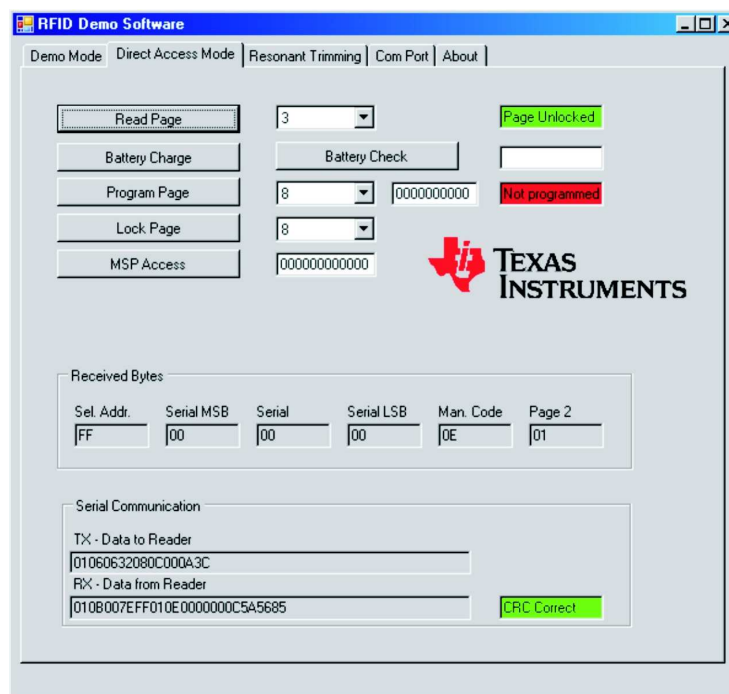 RFID Demo Software
Demo Mode Direct Access Mode Resonant Trimming Com Port About
Read Page 3 Page Unlocked
Battery Charge Battery Check
Program Page 8 0000000000 Not programmed
Lock Page 8
MSP Access 000000000000
TEXAS
INSTRUMENTS
Received Bytes
Sel. Addr. Serial MSB Serial Serial LSB Man. Code Page 2
FF 00 00 00 0E 01
Serial Communication
TX - Data to Reader
01060632080C000A3C
RX - Data from Reader
010B007EFF010E0000000C5A5685 CRC Correct